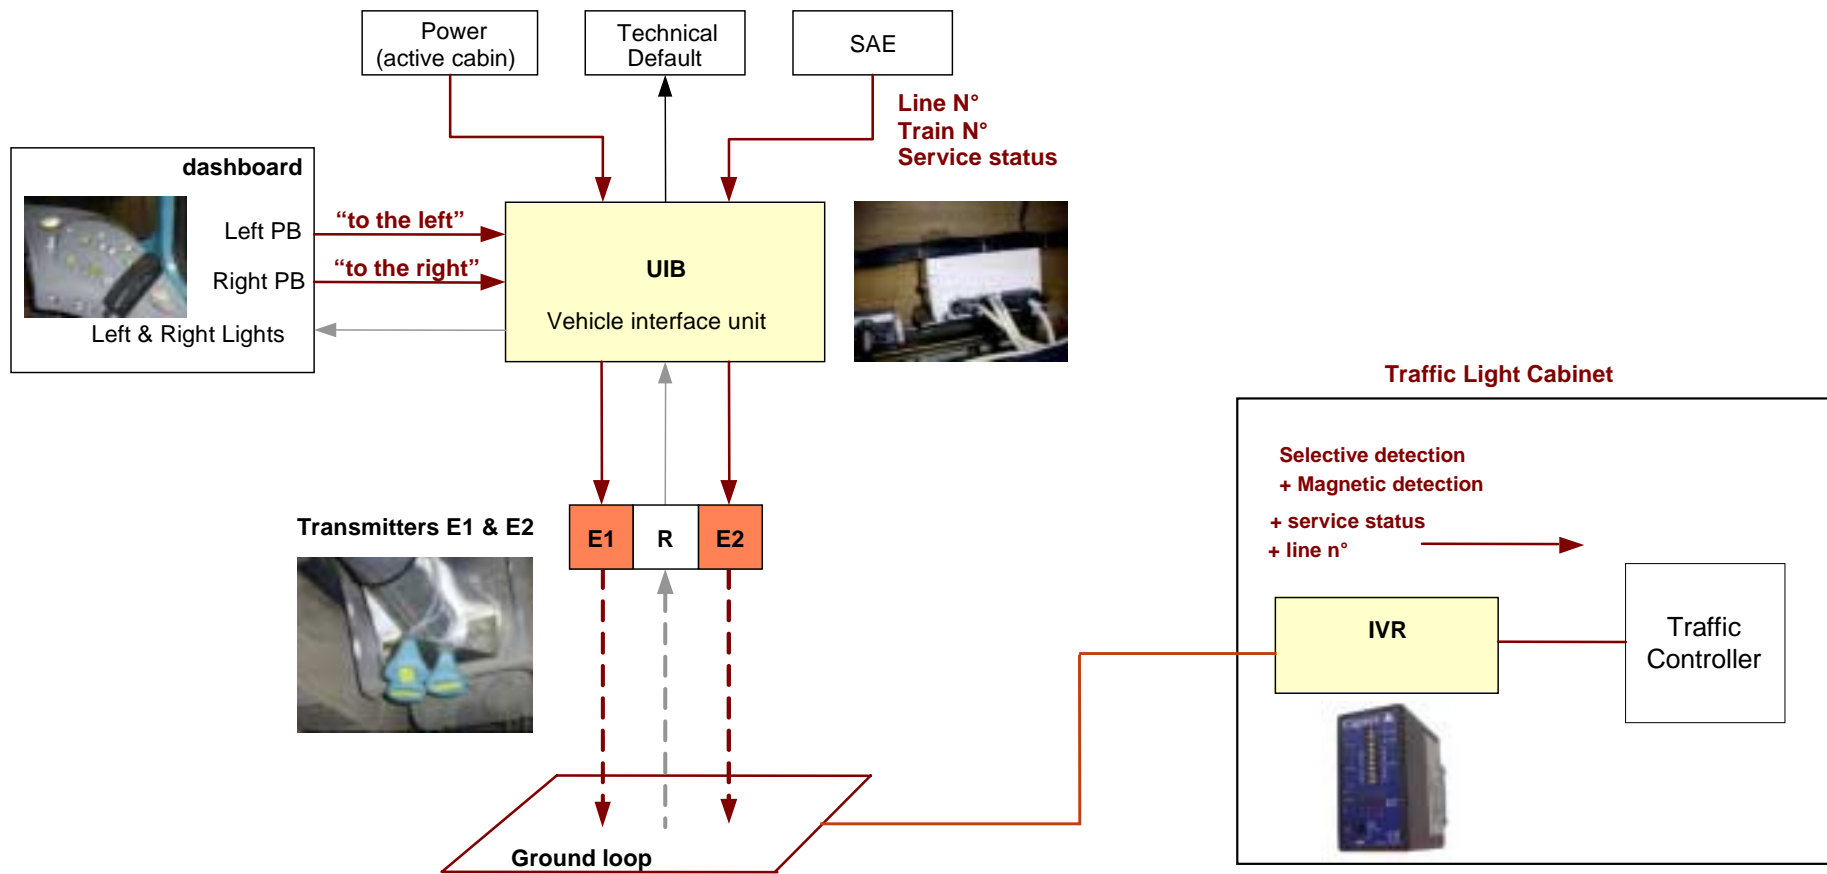 Power
(active cabin)
Technical
Default
SAE
Line N°
Train N°
Service status
dashboard
Left PB
“to the left”
Right PB
“to the right”
Left & Right Lights
UIB
Vehicle interface unit
Transmitters E1 & E2
E1
R
E2
Ground loop
Traffic Light Cabinet
Selective detection
+ Magnetic detection
+ service status
+ line n°
IVR
Traffic
Controller